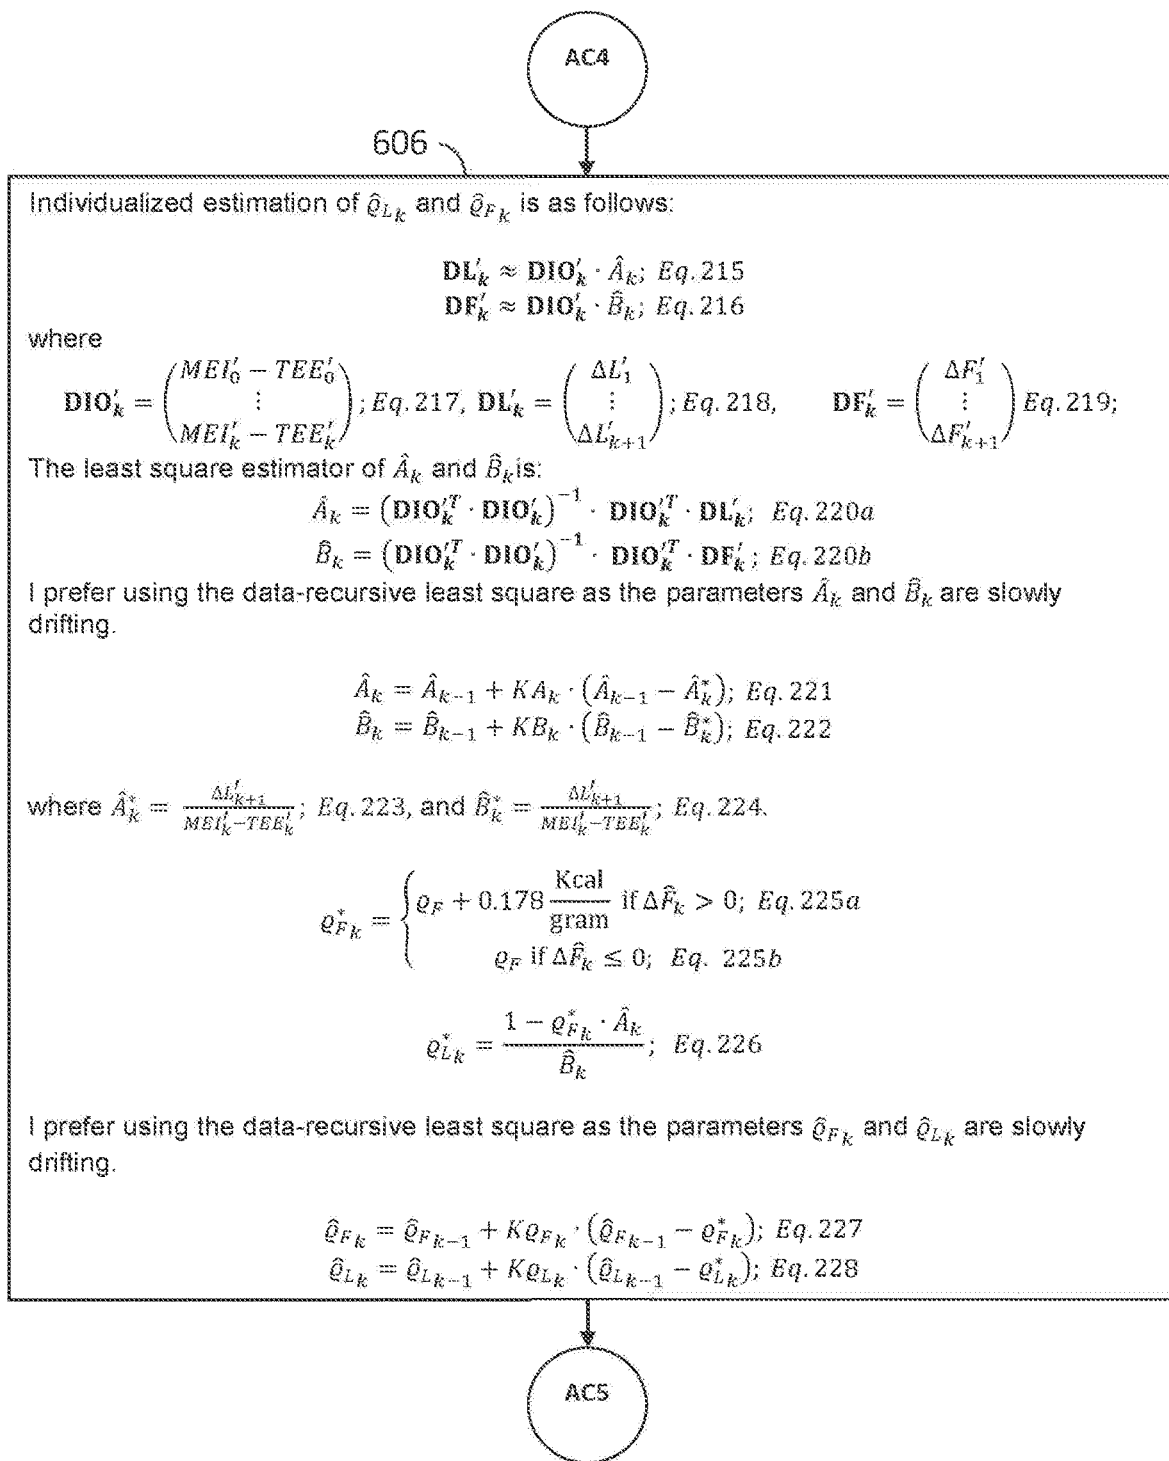 AC4
606
Individualized estimation of ϱ̂_{L_k} and ϱ̂_{F_k} is as follows:
DL′_k ≈ DIO′_k · Â_k; Eq. 215
DF′_k ≈ DIO′_k · B̂_k; Eq. 216
where
DIO′_k = (MEI′_0 − TEE′_0 ⋮ MEI′_k − TEE′_k); Eq. 217, DL′_k = (ΔL′_1 ⋮ ΔL′_{k+1}); Eq. 218, DF′_k = (ΔF′_1 ⋮ ΔF′_{k+1}) Eq. 219;
The least square estimator of Â_k and B̂_k is:
Â_k = (DIO′^T_k · DIO′_k)^{−1} · DIO′^T_k · DL′_k; Eq. 220a
B̂_k = (DIO′^T_k · DIO′_k)^{−1} · DIO′^T_k · DF′_k; Eq. 220b
I prefer using the data-recursive least square as the parameters Â_k and B̂_k are slowly
drifting.
Â_k = Â_{k−1} + KA_k · (Â_{k−1} − Â*_k); Eq. 221
B̂_k = B̂_{k−1} + KB_k · (B̂_{k−1} − B̂*_k); Eq. 222
where Â*_k = ΔL′_{k+1} / (MEI′_k − TEE′_k); Eq. 223, and B̂*_k = ΔL′_{k+1} / (MEI′_k − TEE′_k); Eq. 224.
ϱ*_{F_k} = { ϱ_F + 0.178 Kcal/gram if ΔF̂_k > 0; Eq. 225a
ϱ_F if ΔF̂_k ≤ 0; Eq. 225b
ϱ*_{L_k} = (1 − ϱ*_{F_k} · Â_k) / B̂_k; Eq. 226
I prefer using the data-recursive least square as the parameters ϱ̂_{F_k} and ϱ̂_{L_k} are slowly
drifting.
ϱ̂_{F_k} = ϱ̂_{F_{k−1}} + Kϱ_{F_k} · (ϱ̂_{F_{k−1}} − ϱ*_{F_k}); Eq. 227
ϱ̂_{L_k} = ϱ̂_{L_{k−1}} + Kϱ_{L_k} · (ϱ̂_{L_{k−1}} − ϱ*_{L_k}); Eq. 228
AC5